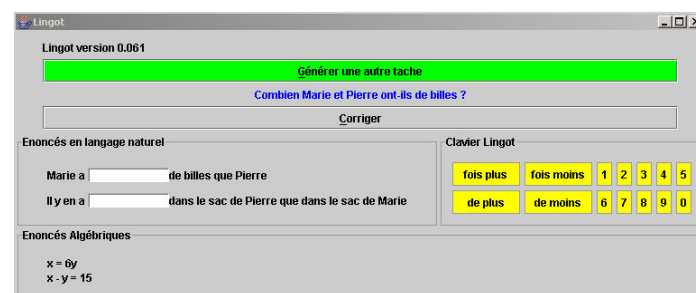 Lingot
Lingot version 0.061
Générer une autre tache
Combien Marie et Pierre ont-ils de billes ?
Corriger
Enoncés en langage naturel
Marie a de billes que Pierre
Il y en a dans le sac de Pierre que dans le sac de Marie
Clavier Lingot
fois plus fois moins 1 2 3 4 5
de plus de moins 6 7 8 9 0
Enoncés Algébriques
x = 6y
x - y = 15